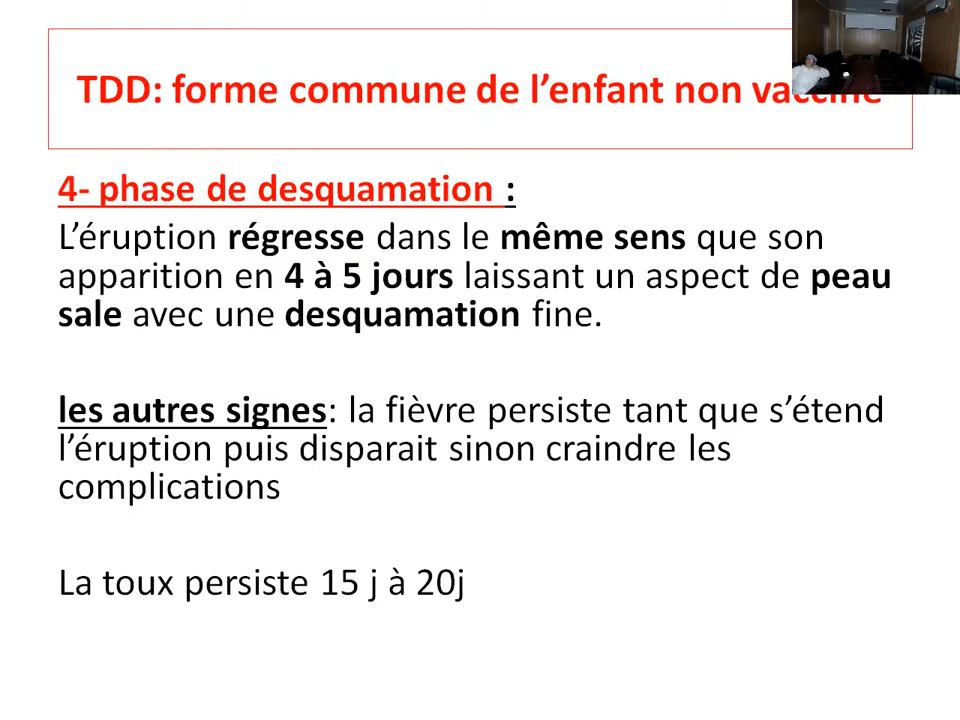 TDD: forme commune de l’enfant non vacciné
4- phase de desquamation :
L’éruption régresse dans le même sens que son
apparition en 4 à 5 jours laissant un aspect de peau
sale avec une desquamation fine.
les autres signes: la fièvre persiste tant que s’étend
l’éruption puis disparait sinon craindre les
complications
La toux persiste 15 j à 20j